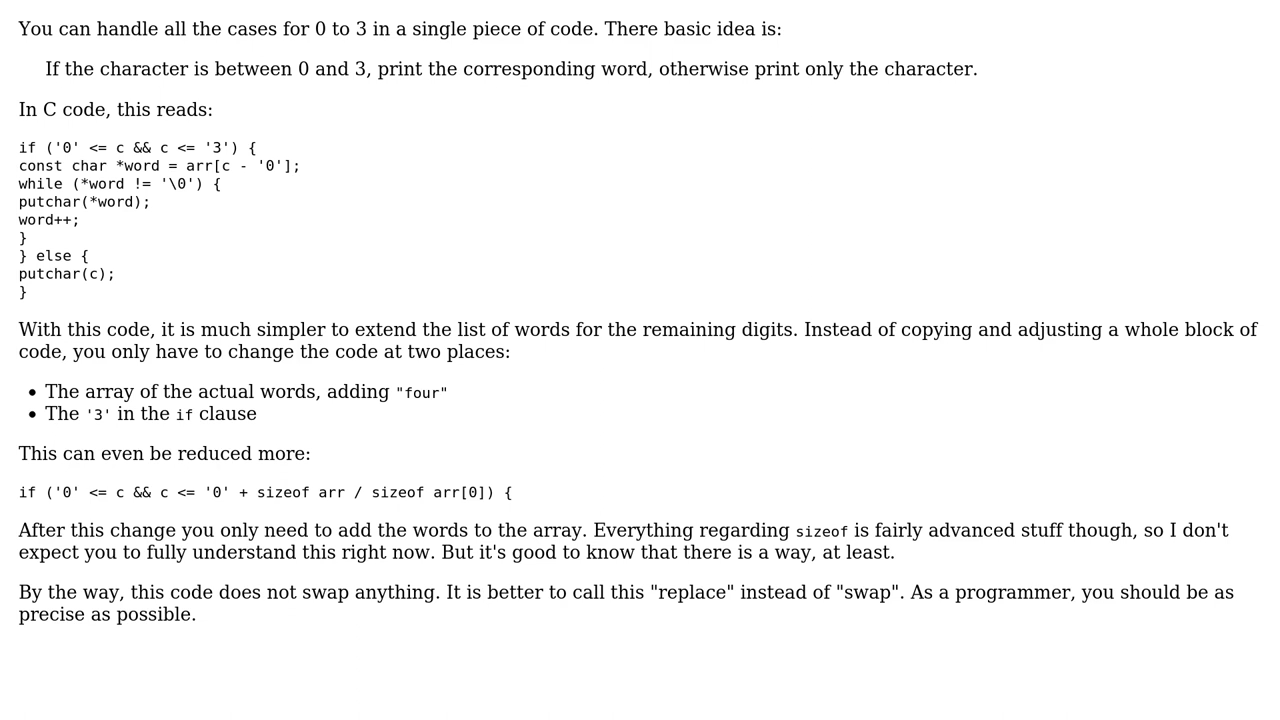 You can handle all the cases for 0 to 3 in a single piece of code. There basic idea is:
If the character is between 0 and 3, print the corresponding word, otherwise print only the character.
In C code, this reads:
if ('0' <= c && c <= '3') {
const char *word = arr[c - '0'];
while (*word != '\0') {
putchar(*word);
word++;
}
} else {
putchar(c);
}
With this code, it is much simpler to extend the list of words for the remaining digits. Instead of copying and adjusting a whole block of
code, you only have to change the code at two places:
• The array of the actual words, adding "four"
• The '3' in the if clause
This can even be reduced more:
if ('0' <= c && c <= '0' + sizeof arr / sizeof arr[0]) {
After this change you only need to add the words to the array. Everything regarding sizeof is fairly advanced stuff though, so I don't
expect you to fully understand this right now. But it's good to know that there is a way, at least.
By the way, this code does not swap anything. It is better to call this "replace" instead of "swap". As a programmer, you should be as
precise as possible.